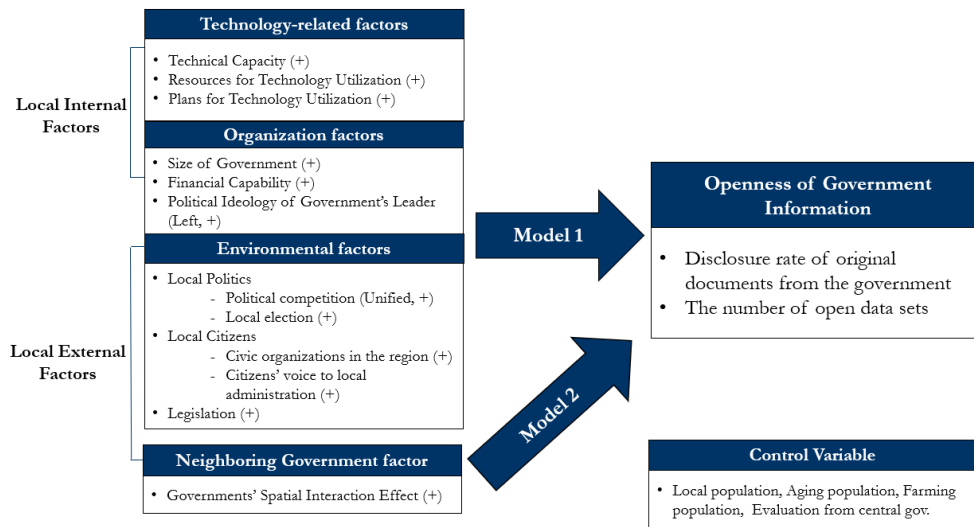 Technology-related factors
• Technical Capacity (+)
• Resources for Technology Utilization (+)
• Plans for Technology Utilization (+)
Local Internal
Factors
Organization factors
• Size of Government (+)
• Financial Capability (+)
• Political Ideology of Government's Leader
(Left, +)
Environmental factors
• Local Politics
- Political competition (Unified, +)
- Local election (+)
• Local Citizens
- Civic organizations in the region (+)
- Citizens' voice to local
administration (+)
• Legislation (+)
Local External
Factors
Neighboring Government factor
• Governments' Spatial Interaction Effect (+)
Model 1
Model 2
Openness of Government
Information
• Disclosure rate of original
documents from the government
• The number of open data sets
Control Variable
• Local population, Aging population, Farming
population, Evaluation from central gov.